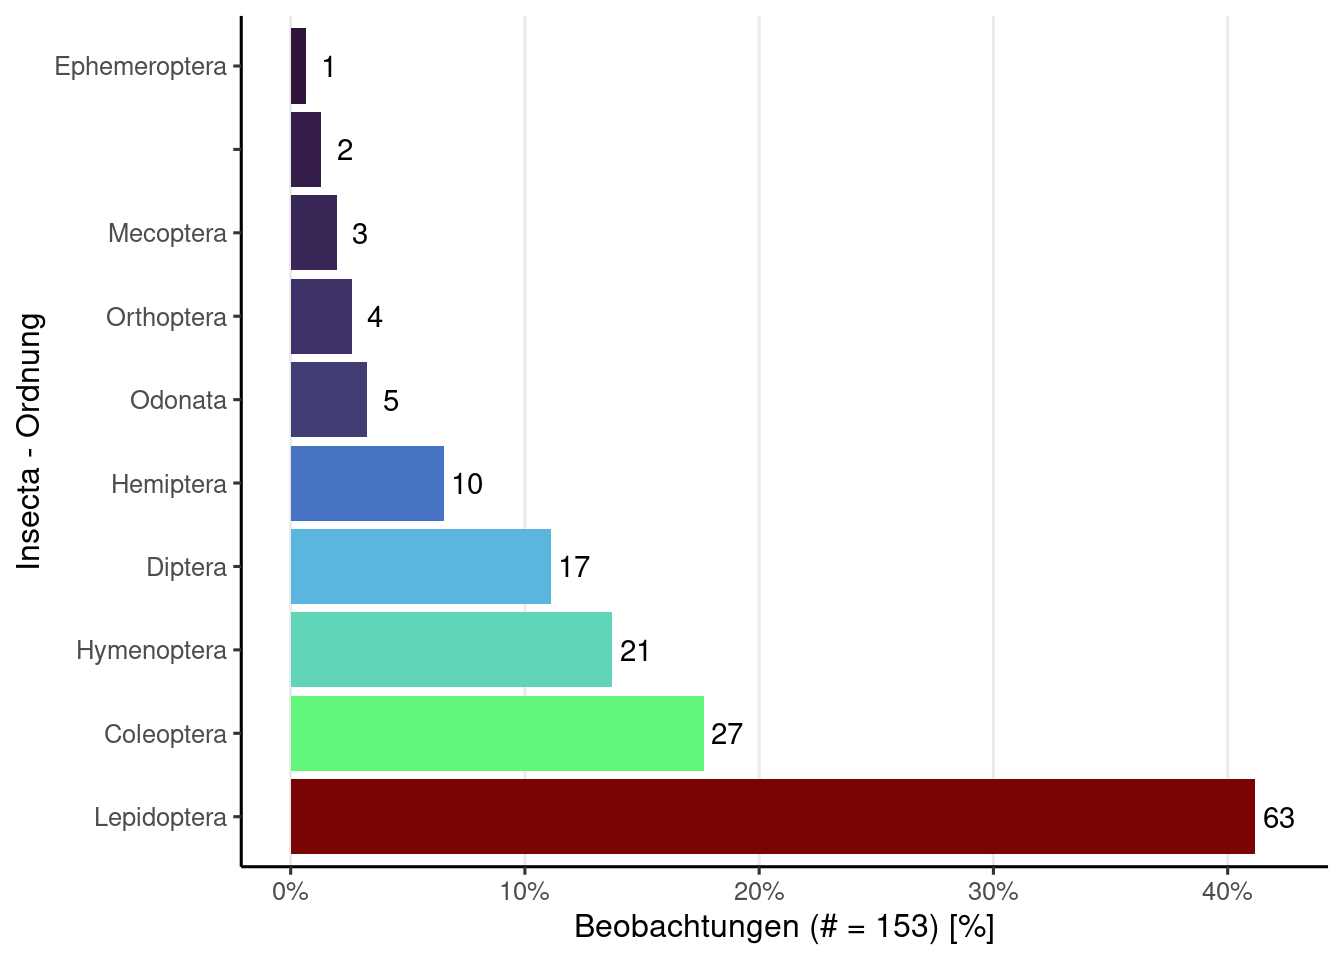 Ephemeroptera 1
2
Mecoptera 3
Orthoptera 4
Odonata 5
Hemiptera 10
Diptera 17
Hymenoptera 21
Coleoptera 27
Lepidoptera 63
Insecta - Ordnung
0% 10% 20% 30% 40%
Beobachtungen (# = 153) [%]